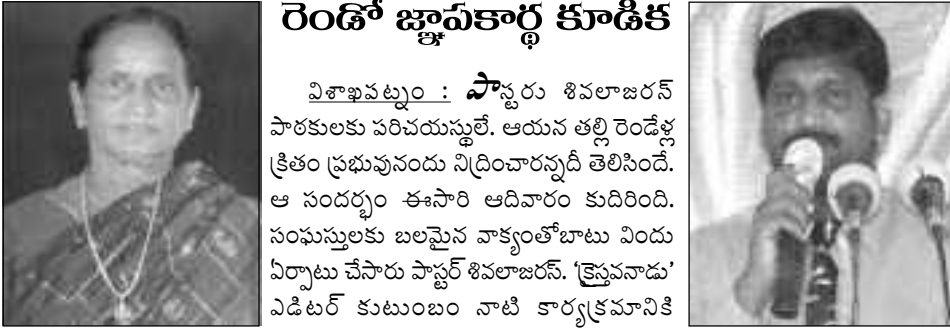 రెండో జ్ఞాపకార్థ కూడిక
విశాఖపట్నం : పాస్టరు శివలాజరన్
పాఠకులకు పరిచయస్థులే. ఆయన తల్లి రెండేళ్ల
క్రితం ప్రభువునందు నిద్రించారన్నదీ తెలిసిందే.
ఆ సందర్భం ఈసారి ఆదివారం కుదిరింది.
సంఘస్తులకు బలమైన వాక్యంతోబాటు విందు
ఏర్పాటు చేసారు పాస్టర్ శివలాజరస్. ‘క్రైస్తవనాడు’
ఎడిటర్ కుటుంబం నాటి కార్యక్రమానికి